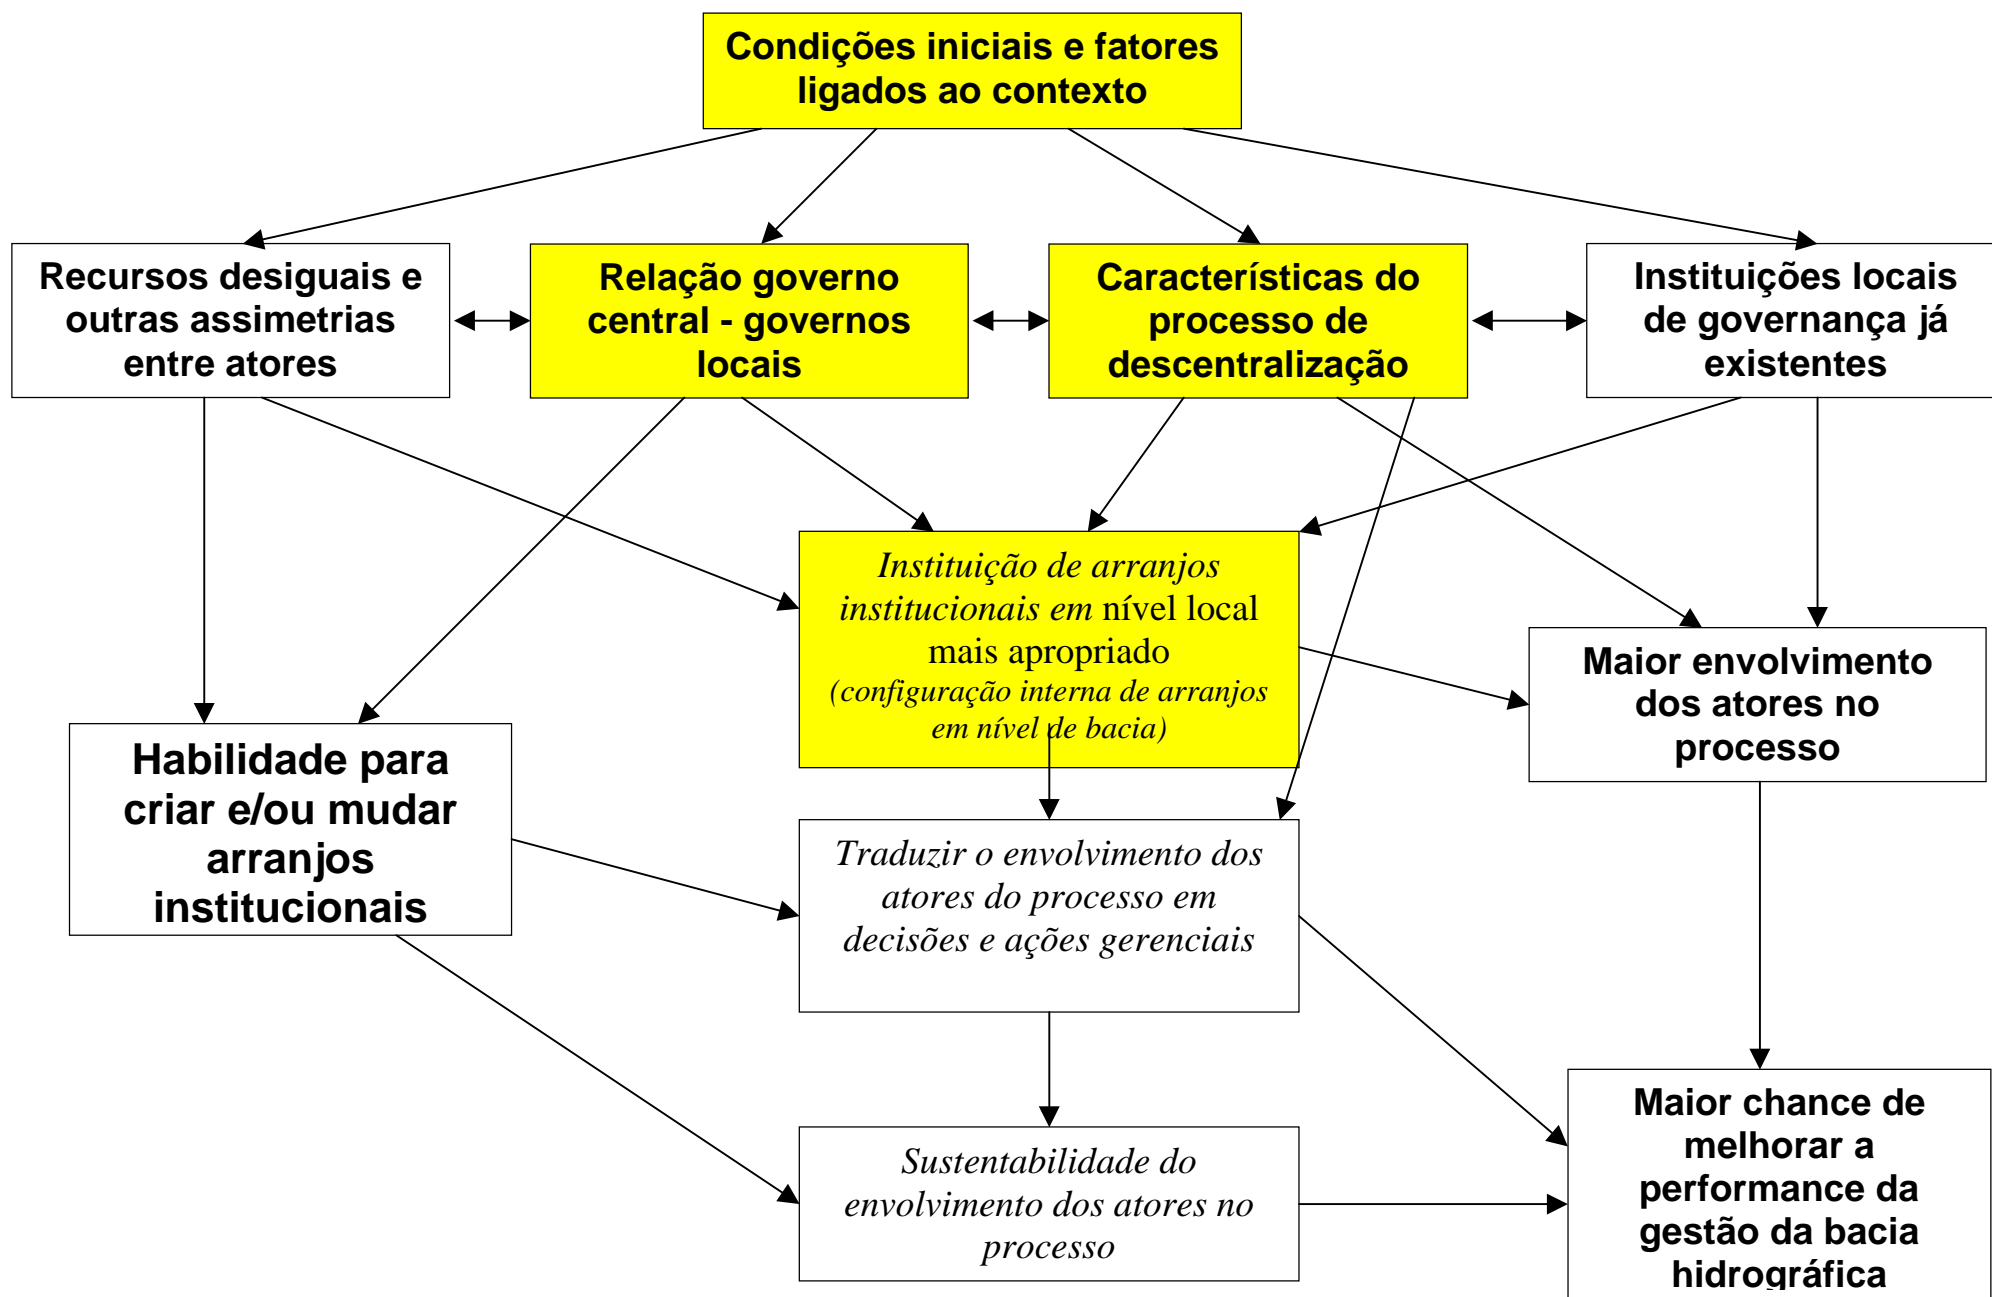 Condições iniciais e fatores
ligados ao contexto
Recursos desiguais e
outras assimetrias
entre atores
Relação governo
central - governos
locais
Características do
processo de
descentralização
Instituições locais
de governança já
existentes
Instituição de arranjos
institucionais em nível local
mais apropriado
(configuração interna de arranjos
em nível de bacia)
Maior envolvimento
dos atores no
processo
Habilidade para
criar e/ou mudar
arranjos
institucionais
Traduzir o envolvimento dos
atores do processo em
decisões e ações gerenciais
Sustentabilidade do
envolvimento dos atores no
processo
Maior chance de
melhorar a
performance da
gestão da bacia
hidrográfica